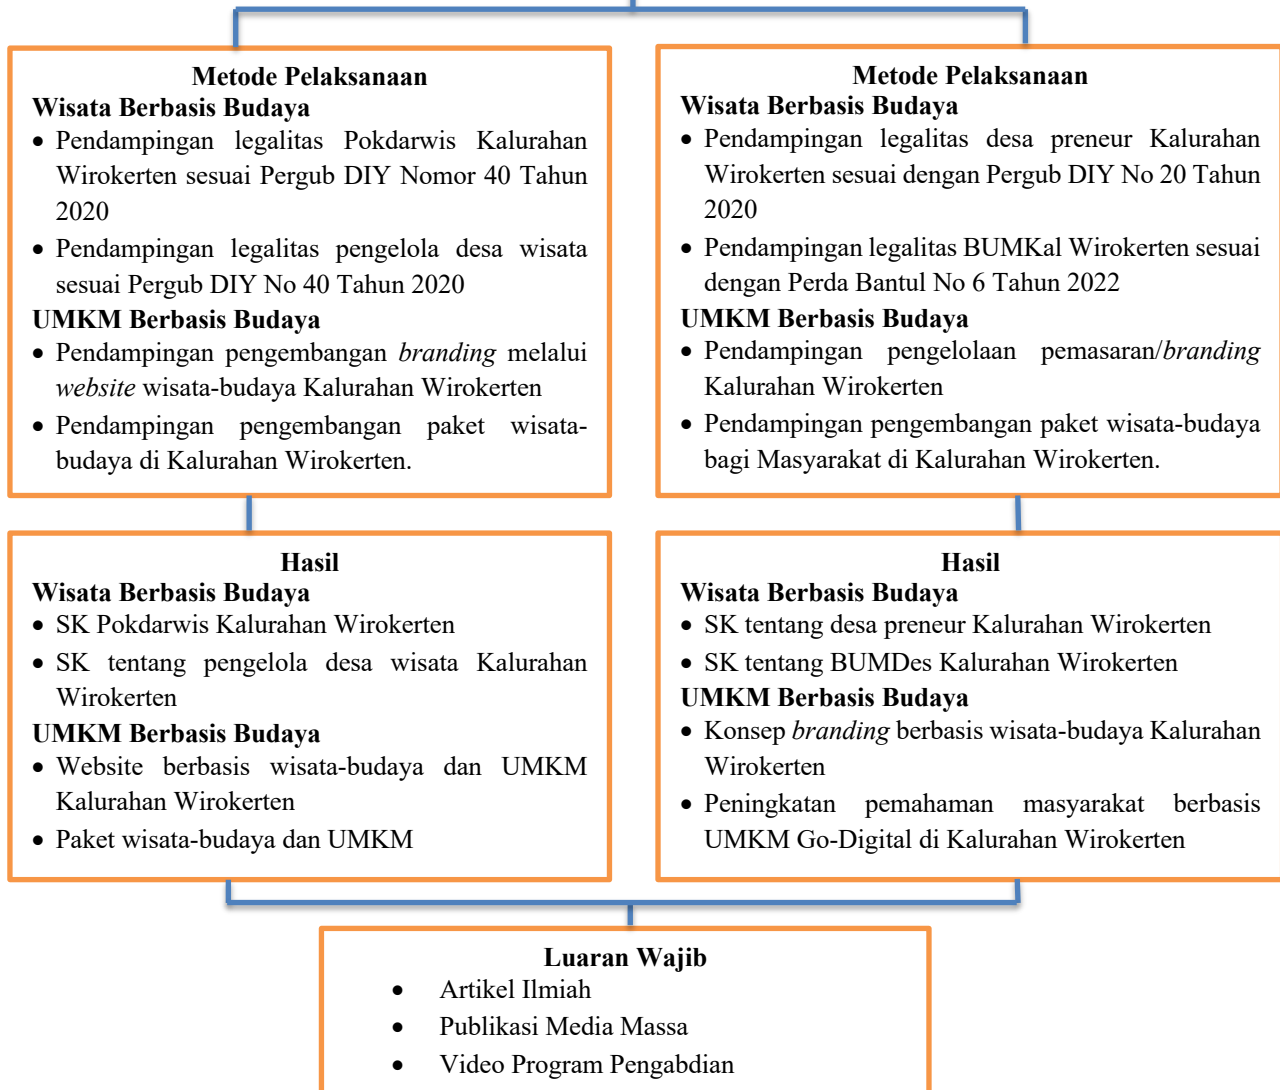 Metode Pelaksanaan
Wisata Berbasis Budaya
• Pendampingan legalitas Pokdarwis Kalurahan
Wirokerten sesuai Pergub DIY Nomor 40 Tahun
2020
• Pendampingan legalitas pengelola desa wisata
sesuai Pergub DIY No 40 Tahun 2020
UMKM Berbasis Budaya
• Pendampingan pengembangan branding melalui
website wisata-budaya Kalurahan Wirokerten
• Pendampingan pengembangan paket wisata-
budaya di Kalurahan Wirokerten.
Metode Pelaksanaan
Wisata Berbasis Budaya
• Pendampingan legalitas desa preneur Kalurahan
Wirokerten sesuai dengan Pergub DIY No 20 Tahun
2020
• Pendampingan legalitas BUMKal Wirokerten sesuai
dengan Perda Bantul No 6 Tahun 2022
UMKM Berbasis Budaya
• Pendampingan pengelolaan pemasaran/branding
Kalurahan Wirokerten
• Pendampingan pengembangan paket wisata-budaya
bagi Masyarakat di Kalurahan Wirokerten.
Hasil
Wisata Berbasis Budaya
• SK Pokdarwis Kalurahan Wirokerten
• SK tentang pengelola desa wisata Kalurahan
Wirokerten
UMKM Berbasis Budaya
• Website berbasis wisata-budaya dan UMKM
Kalurahan Wirokerten
• Paket wisata-budaya dan UMKM
Hasil
Wisata Berbasis Budaya
• SK tentang desa preneur Kalurahan Wirokerten
• SK tentang BUMDes Kalurahan Wirokerten
UMKM Berbasis Budaya
• Konsep branding berbasis wisata-budaya Kalurahan
Wirokerten
• Peningkatan pemahaman masyarakat berbasis
UMKM Go-Digital di Kalurahan Wirokerten
Luaran Wajib
• Artikel Ilmiah
• Publikasi Media Massa
• Video Program Pengabdian